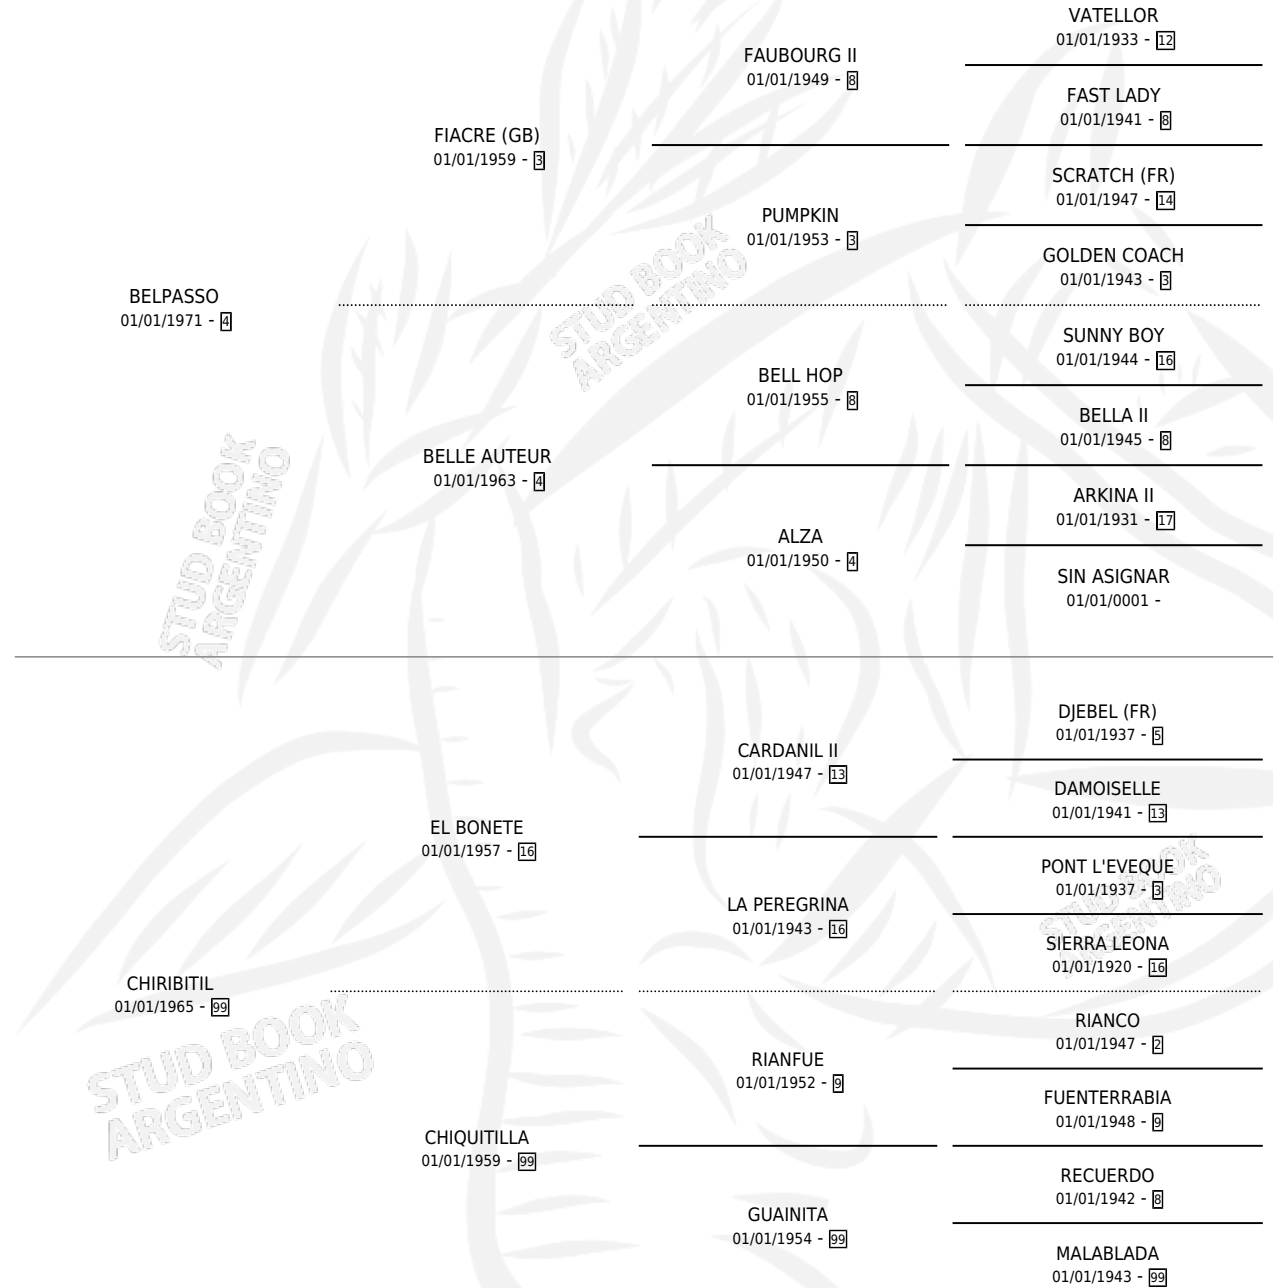 VATELLOR
01/01/1933 - 12
FAUBOURG II
01/01/1949 - 8
FAST LADY
01/01/1941 - 8
FIACRE (GB)
01/01/1959 - 3
SCRATCH (FR)
01/01/1947 - 14
PUMPKIN
01/01/1953 - 3
GOLDEN COACH
01/01/1943 - 3
BELPASSO
01/01/1971 - 4
SUNNY BOY
01/01/1944 - 16
BELL HOP
01/01/1955 - 8
BELLA II
01/01/1945 - 8
BELLE AUTEUR
01/01/1963 - 4
ARKINA II
01/01/1931 - 17
ALZA
01/01/1950 - 4
SIN ASIGNAR
01/01/0001 -
DJEBEL (FR)
01/01/1937 - 5
CARDANIL II
01/01/1947 - 13
DAMOISELLE
01/01/1941 - 13
EL BONETE
01/01/1957 - 16
PONT L'EVEQUE
01/01/1937 - 3
LA PEREGRINA
01/01/1943 - 16
SIERRA LEONA
01/01/1920 - 16
CHIRIBITIL
01/01/1965 - 99
RIANCO
01/01/1947 - 2
RIANFUE
01/01/1952 - 9
FUENTERRABIA
01/01/1948 - 9
CHIQUITILLA
01/01/1959 - 99
RECUERDO
01/01/1942 - 8
GUAINITA
01/01/1954 - 99
MALABLADA
01/01/1943 - 99
STUD BOOK
ARGENTINO
STUD BOOK
ARGENTINO
STUD BOOK
ARGENTINO
STUD BOOK
ARGENTINO